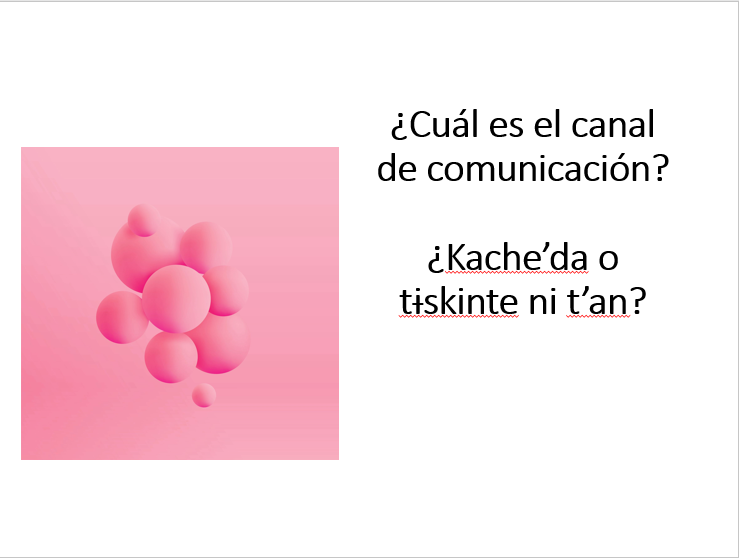 ¿Cuál es el canal
de comunicación?
¿Kache’da o
tɨskinte ni t’an?